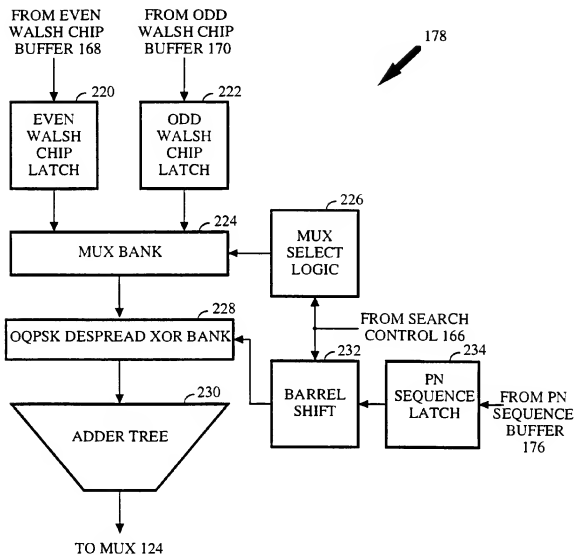 FROM EVEN
WALSH CHIP
BUFFER 168
FROM ODD
WALSH CHIP
BUFFER 170
178
220
EVEN
WALSH
CHIP
LATCH
222
ODD
WALSH
CHIP
LATCH
224
MUX BANK
226
MUX
SELECT
LOGIC
228
OQPSK DESPREAD XOR BANK
FROM SEARCH
CONTROL 166
232
BARREL
SHIFT
234
PN
SEQUENCE
LATCH
FROM PN
SEQUENCE
BUFFER
176
230
ADDER TREE
TO MUX 124